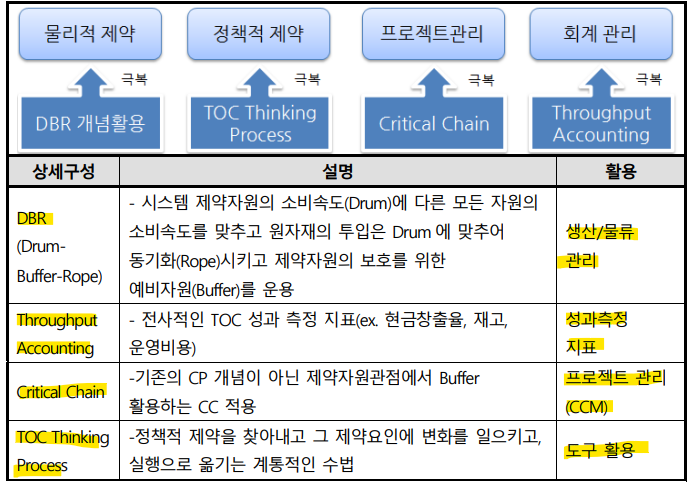 물리적 제약
정책적 제약
프로젝트관리
회계 관리
극복
극복
극복
극복
DBR 개념활용
TOC Thinking
Process
Critical Chain
Throughput
Accounting
상세구성
설명
활용
DBR
(Drum-
Buffer-Rope)
- 시스템 제약자원의 소비속도(Drum)에 다른 모든 자원의
소비속도를 맞추고 원자재의 투입은 Drum 에 맞추어
동기화(Rope)시키고 제약자원의 보호를 위한
예비자원(Buffer)를 운용
생산/물류
관리
Throughput
Accounting
- 전사적인 TOC 성과 측정 지표(ex. 현금창출율, 재고,
운영비용)
성과측정
지표
Critical Chain
-기존의 CP 개념이 아닌 제약자원관점에서 Buffer
활용하는 CC 적용
프로젝트 관리
(CCM)
TOC Thinking
Process
-정책적 제약을 찾아내고 그 제약요인에 변화를 일으키고,
실행으로 옮기는 계통적인 수법
도구 활용